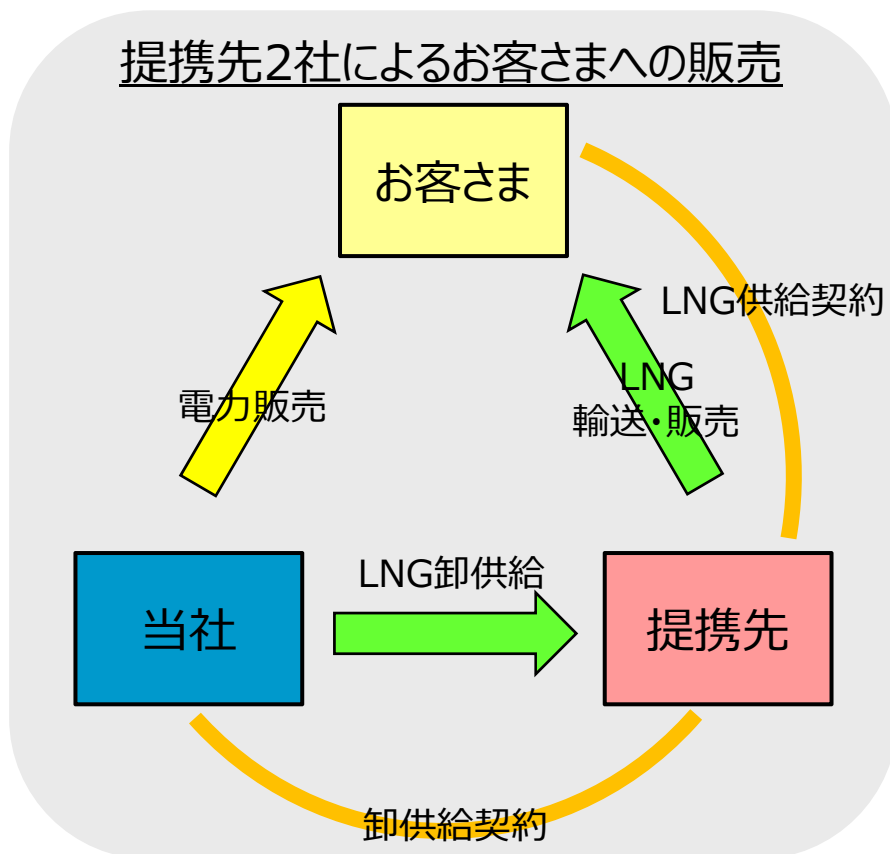 提携先2社によるお客さまへの販売
お客さま
LNG供給契約
電力販売
LNG
輸送・販売
LNG卸供給
当社
提携先
卸供給契約